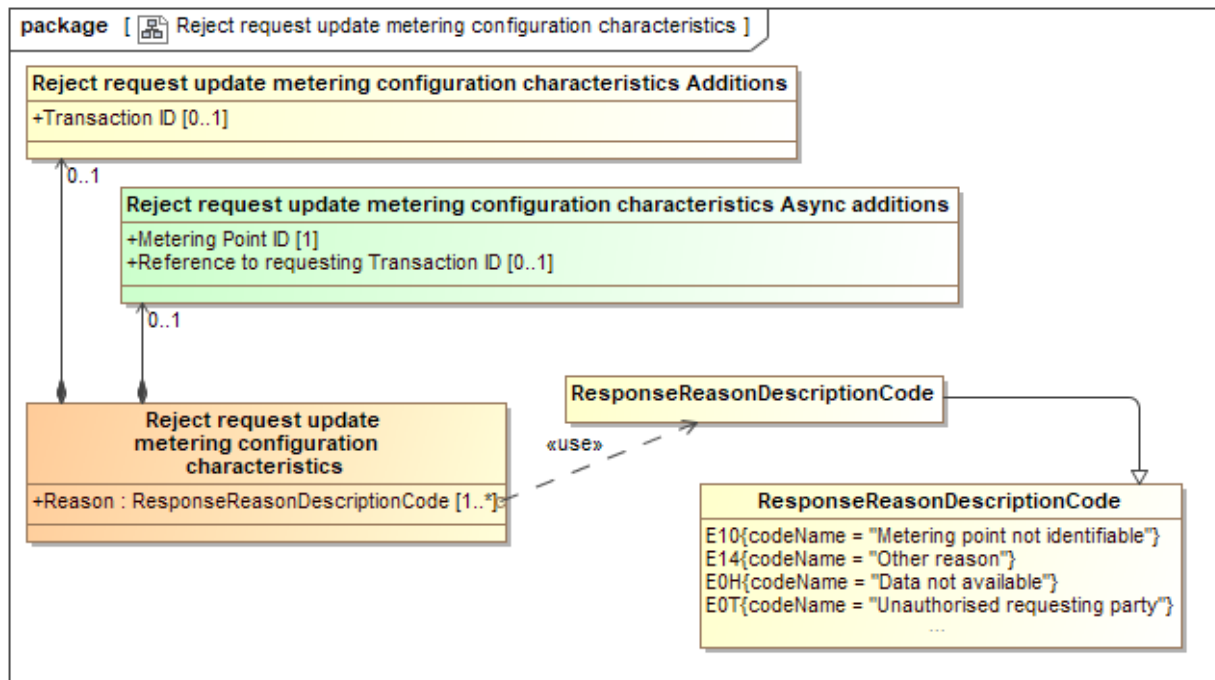 package [ Reject request update metering configuration characteristics ]
Reject request update metering configuration characteristics Additions
+Transaction ID [0..1]
0..1
Reject request update metering configuration characteristics Async additions
+Metering Point ID [1]
+Reference to requesting Transaction ID [0..1]
0..1
Reject request update
metering configuration
characteristics
+Reason : ResponseReasonDescriptionCode [1..*]
«use»
ResponseReasonDescriptionCode
ResponseReasonDescriptionCode
E10{codeName = "Metering point not identifiable"}
E14{codeName = "Other reason"}
E0H{codeName = "Data not available"}
E0T{codeName = "Unauthorised requesting party"}
...